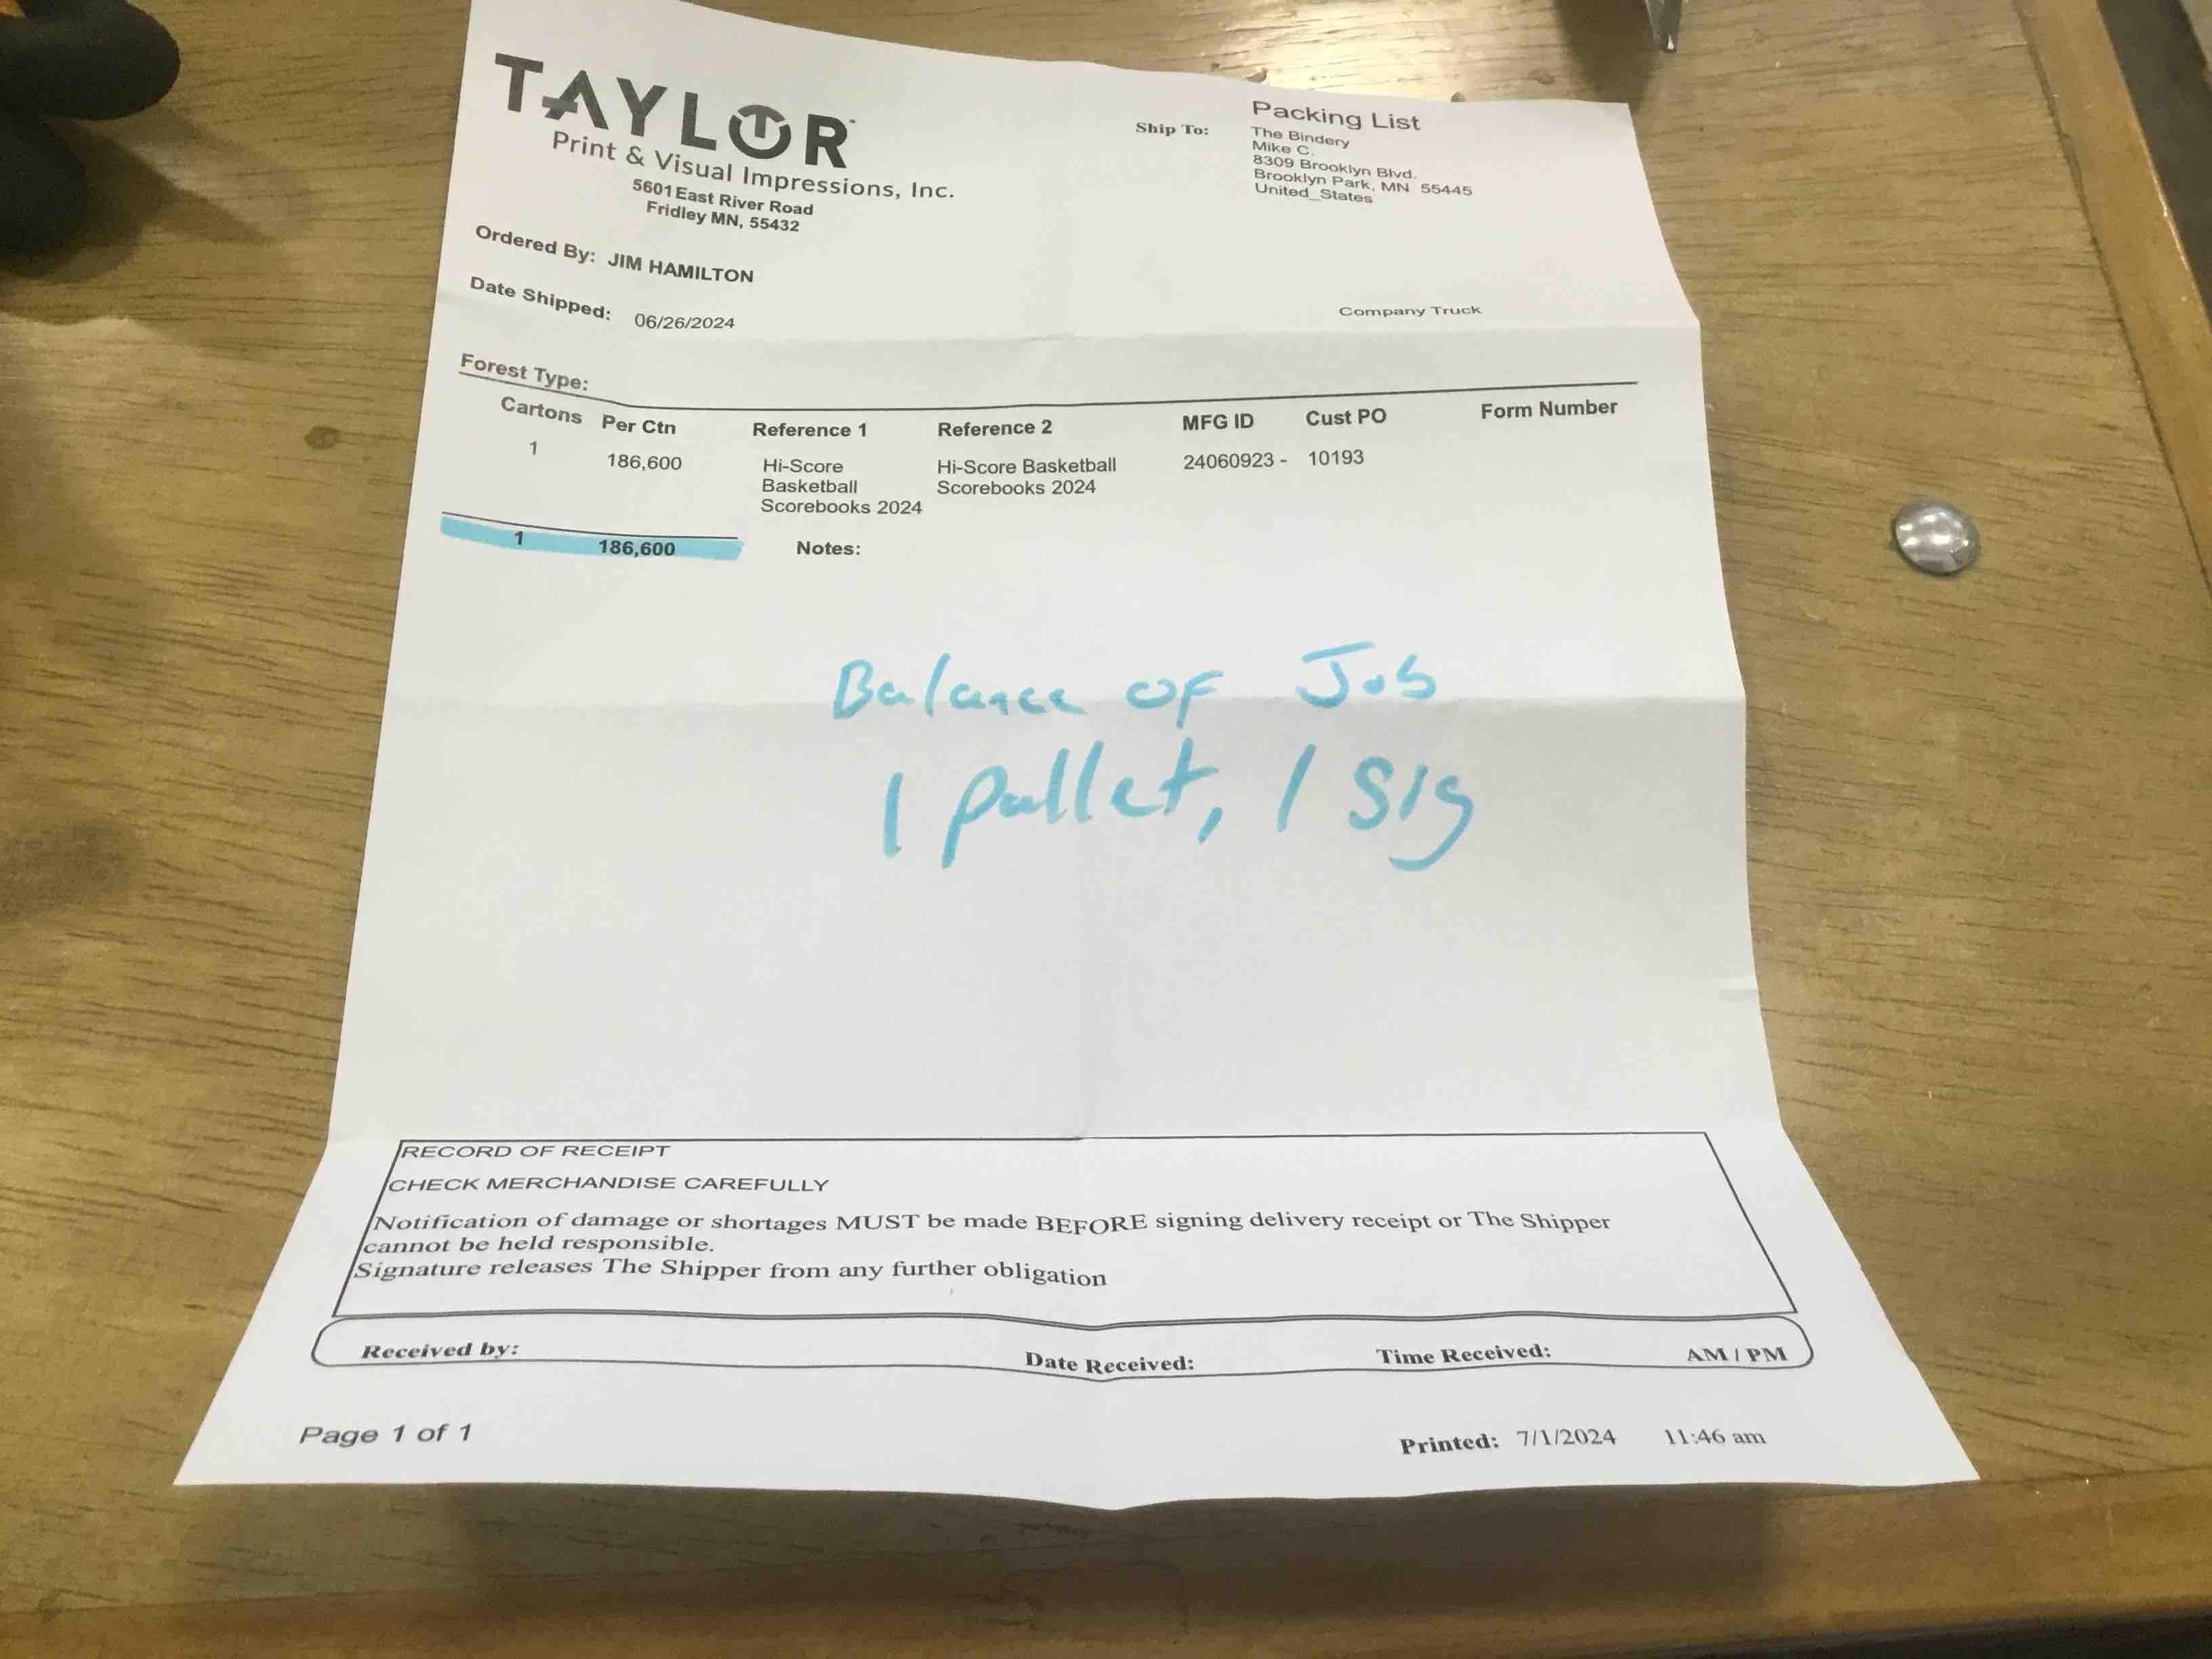 TAYLOR
Print & Visual Impressions, Inc.
5601 East River Road
Fridley MN, 55432
Packing List
Ship To:
The Bindery
Mike C.
8309 Brooklyn Blvd.
Brooklyn Park, MN 55445
United_States
Ordered By: JIM HAMILTON
Date Shipped: 06/26/2024
Company Truck
Forest Type:
Cartons Per Ctn Reference 1 Reference 2 MFG ID Cust PO Form Number
1 186,600 Hi-Score Hi-Score Basketball 24060923 - 10193
Basketball Scorebooks 2024
Scorebooks 2024
1 186,600 Notes:
Balance of Job
1 pallet, 1 Sig
RECORD OF RECEIPT
CHECK MERCHANDISE CAREFULLY
Notification of damage or shortages MUST be made BEFORE signing delivery receipt or The Shipper
cannot be held responsible.
Signature releases The Shipper from any further obligation
Received by: Date Received: Time Received: AM / PM
Page 1 of 1
Printed: 7/1/2024 11:46 am